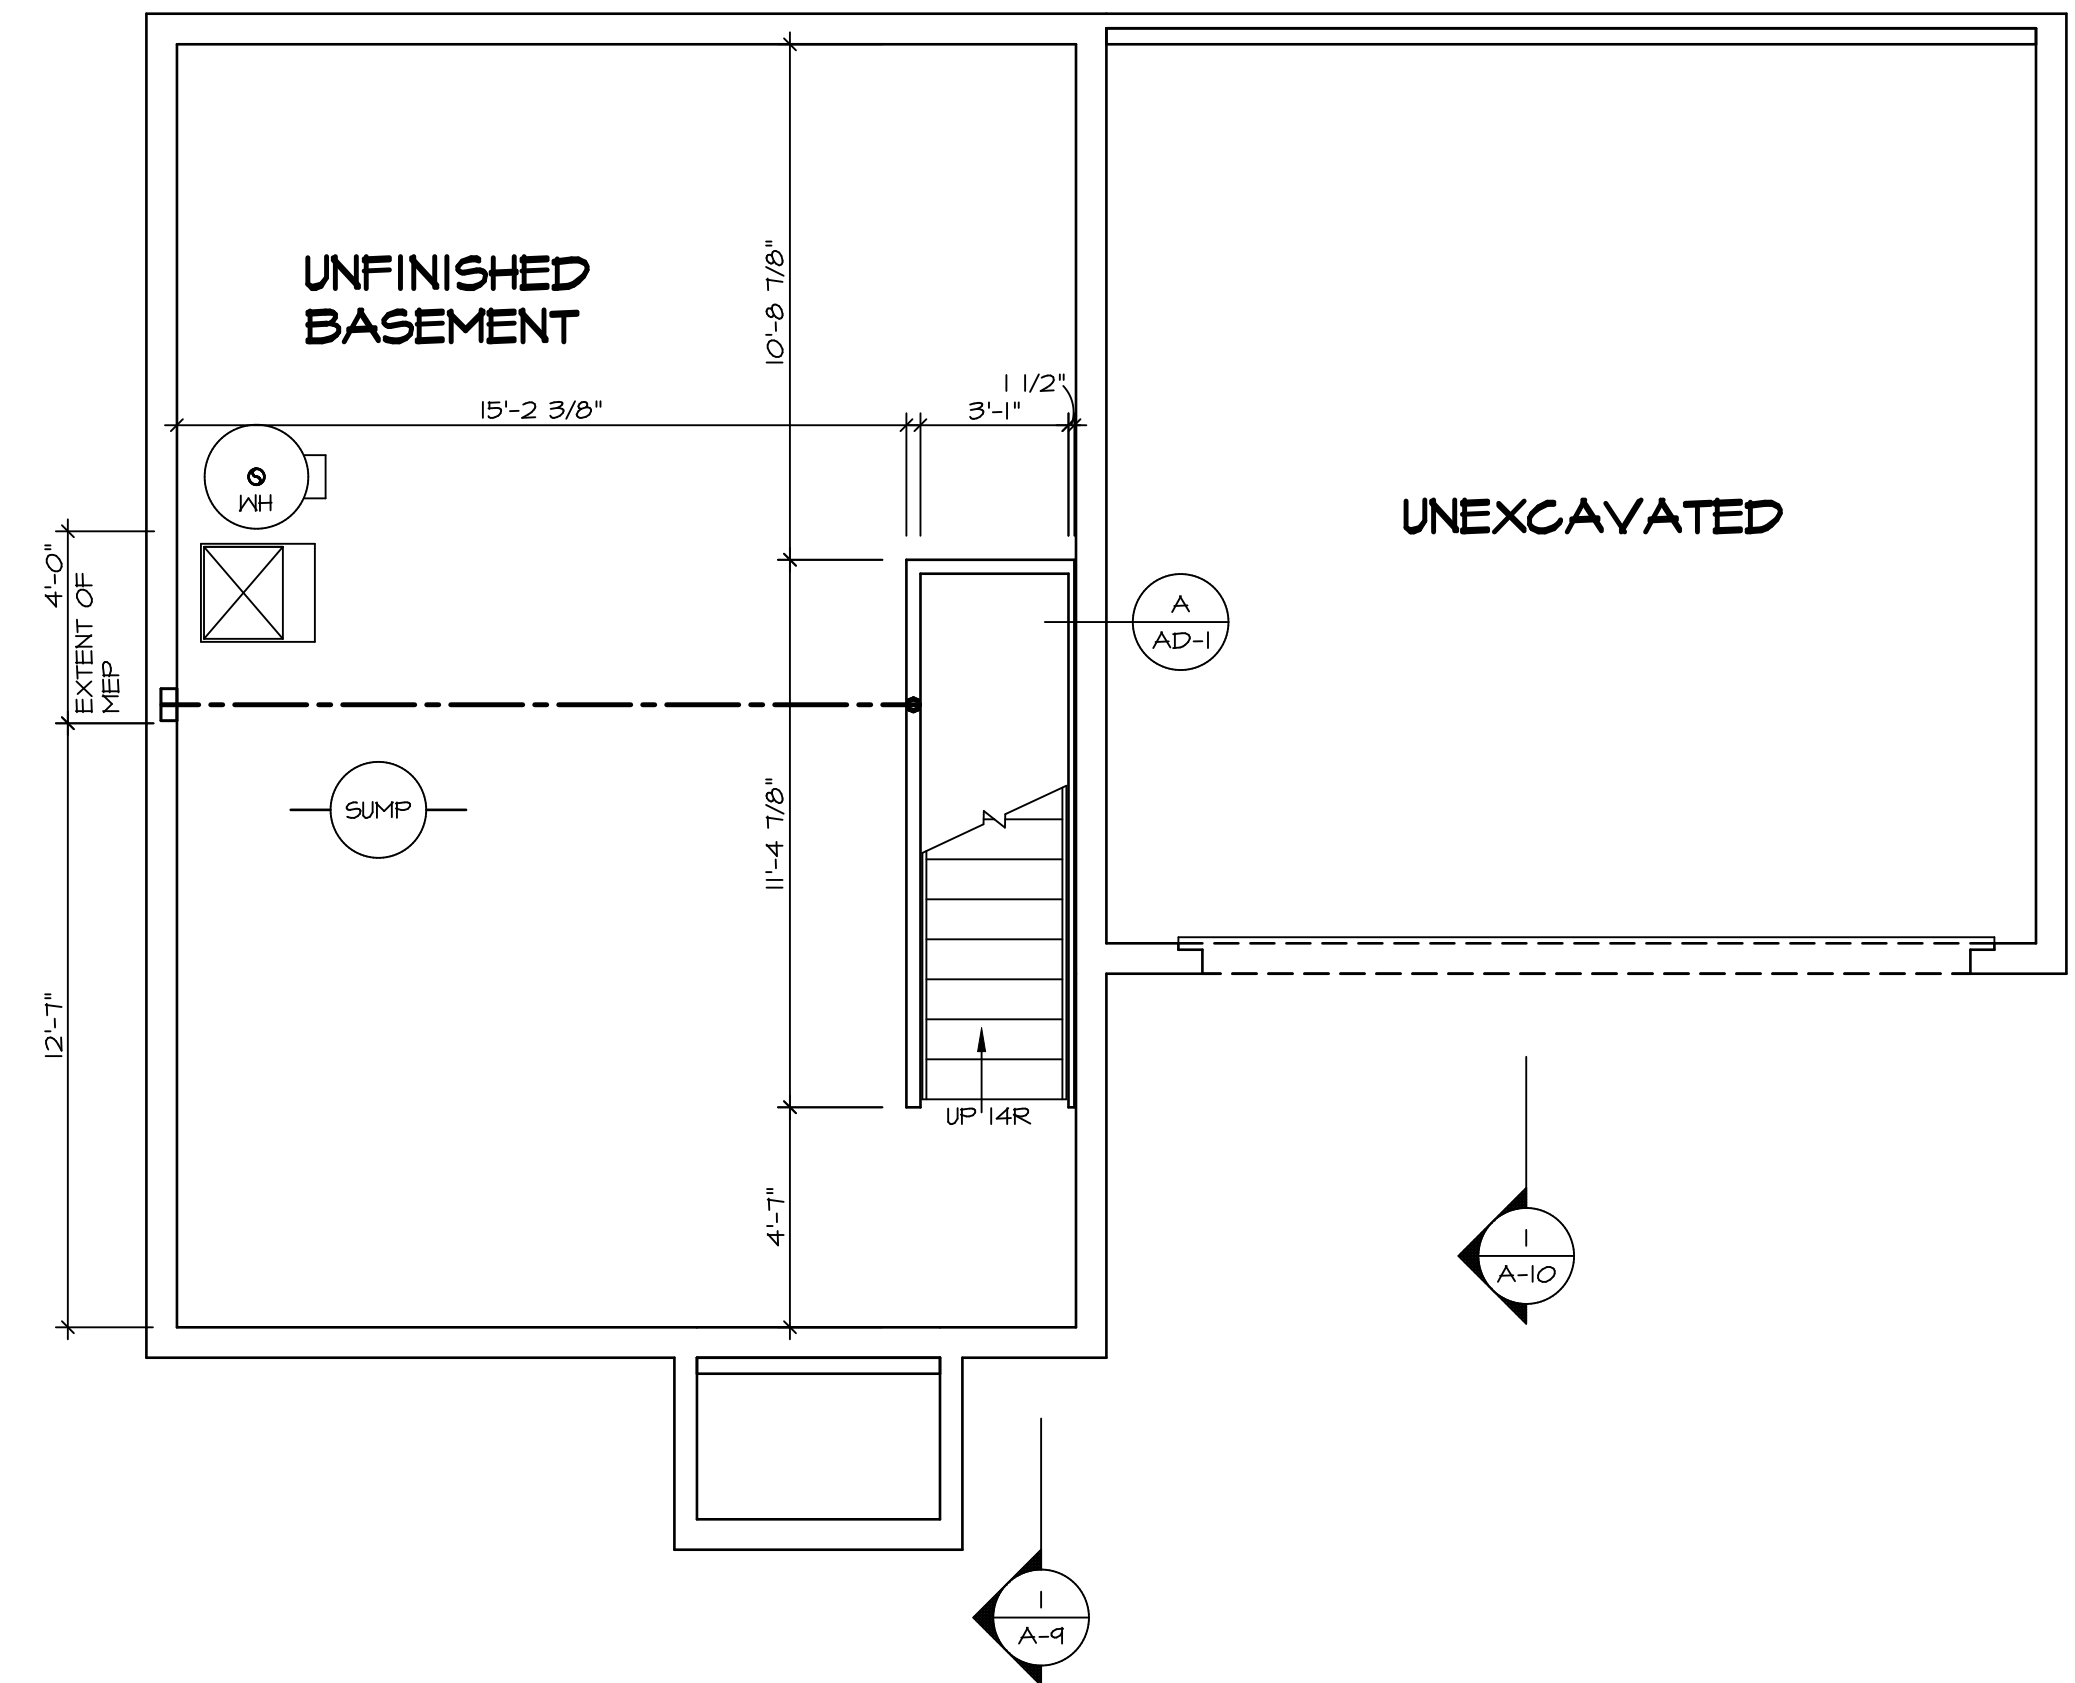 10'-8 7/8"
UNFINISHED
BASEMENT
1 1/2"
15'-2 3/8"
3'-1"
WH
UNEXCAVATED
4'-0"
EXTENT OF
MEP
A
AD-1
SUMP
11'-4 7/8"
12'-7"
UP 14R
4'-7"
1
A-10
1
A-9